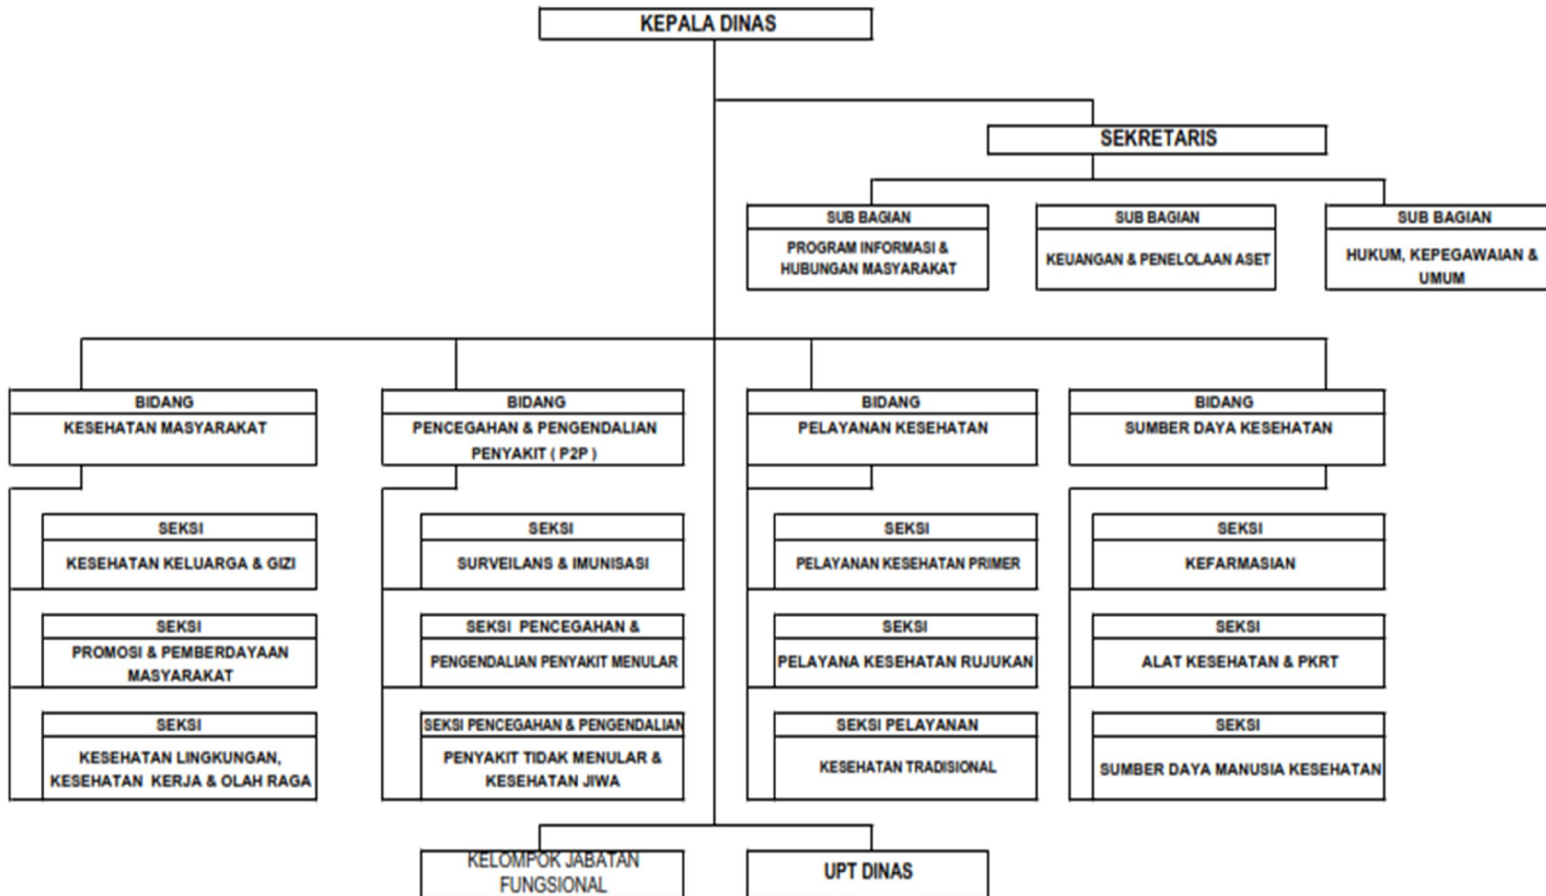 KEPALA DINAS
SEKRETARIS
SUB BAGIAN
PROGRAM INFORMASI &
HUBUNGAN MASYARAKAT
SUB BAGIAN
KEUANGAN & PENELOLAAN ASET
SUB BAGIAN
HUKUM, KEPEGAWAIAN &
UMUM
BIDANG
KESEHATAN MASYARAKAT
BIDANG
PENCEGAHAN & PENGENDALIAN
PENYAKIT ( P2P )
BIDANG
PELAYANAN KESEHATAN
BIDANG
SUMBER DAYA KESEHATAN
SEKSI
KESEHATAN KELUARGA & GIZI
SEKSI
SURVEILANS & IMUNISASI
SEKSI
PELAYANAN KESEHATAN PRIMER
SEKSI
KEFARMASIAN
SEKSI
PROMOSI & PEMBERDAYAAN
MASYARAKAT
SEKSI PENCEGAHAN &
PENGENDALIAN PENYAKIT MENULAR
SEKSI
PELAYANA KESEHATAN RUJUKAN
SEKSI
ALAT KESEHATAN & PKRT
SEKSI
KESEHATAN LINGKUNGAN,
KESEHATAN KERJA & OLAH RAGA
SEKSI PENCEGAHAN & PENGENDALIAN
PENYAKIT TIDAK MENULAR &
KESEHATAN JIWA
SEKSI PELAYANAN
KESEHATAN TRADISIONAL
SEKSI
SUMBER DAYA MANUSIA KESEHATAN
KELOMPOK JABATAN
FUNGSIONAL
UPT DINAS